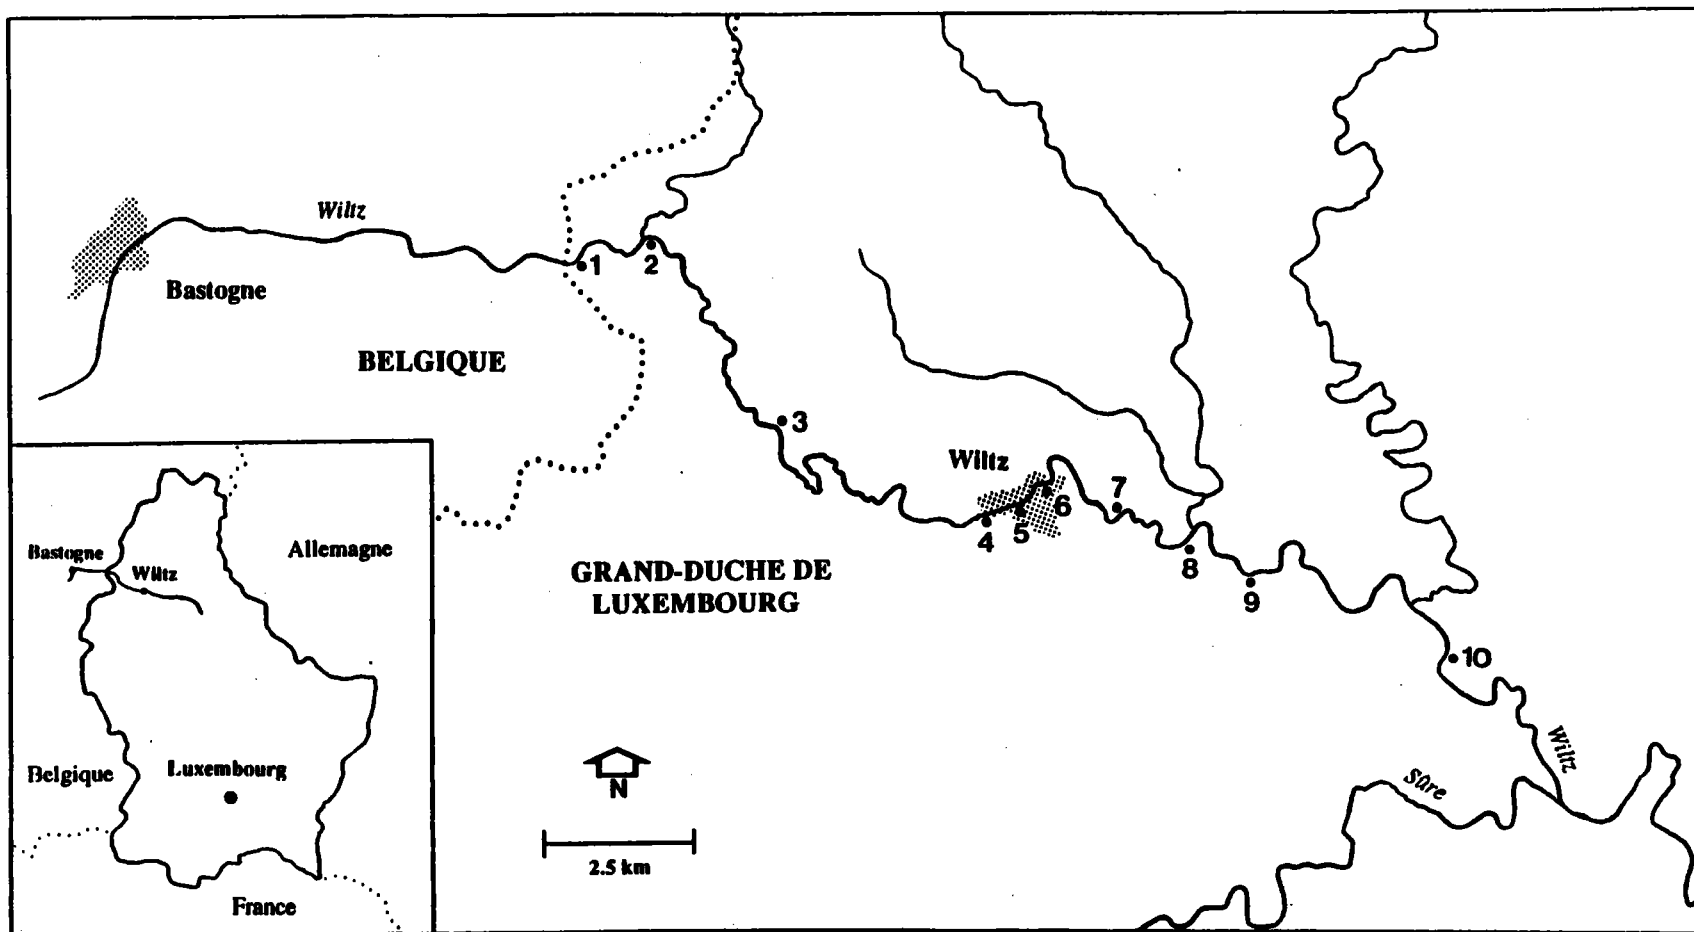 Wiltz
Bastogne
BELGIQUE
1
2
3
Wiltz
4
5
6
7
8
9
10
GRAND-DUCHE DE
LUXEMBOURG
Wiltz
Sûre
N
2.5 km
Bastogne
Wiltz
Allemagne
Belgique
Luxembourg
France